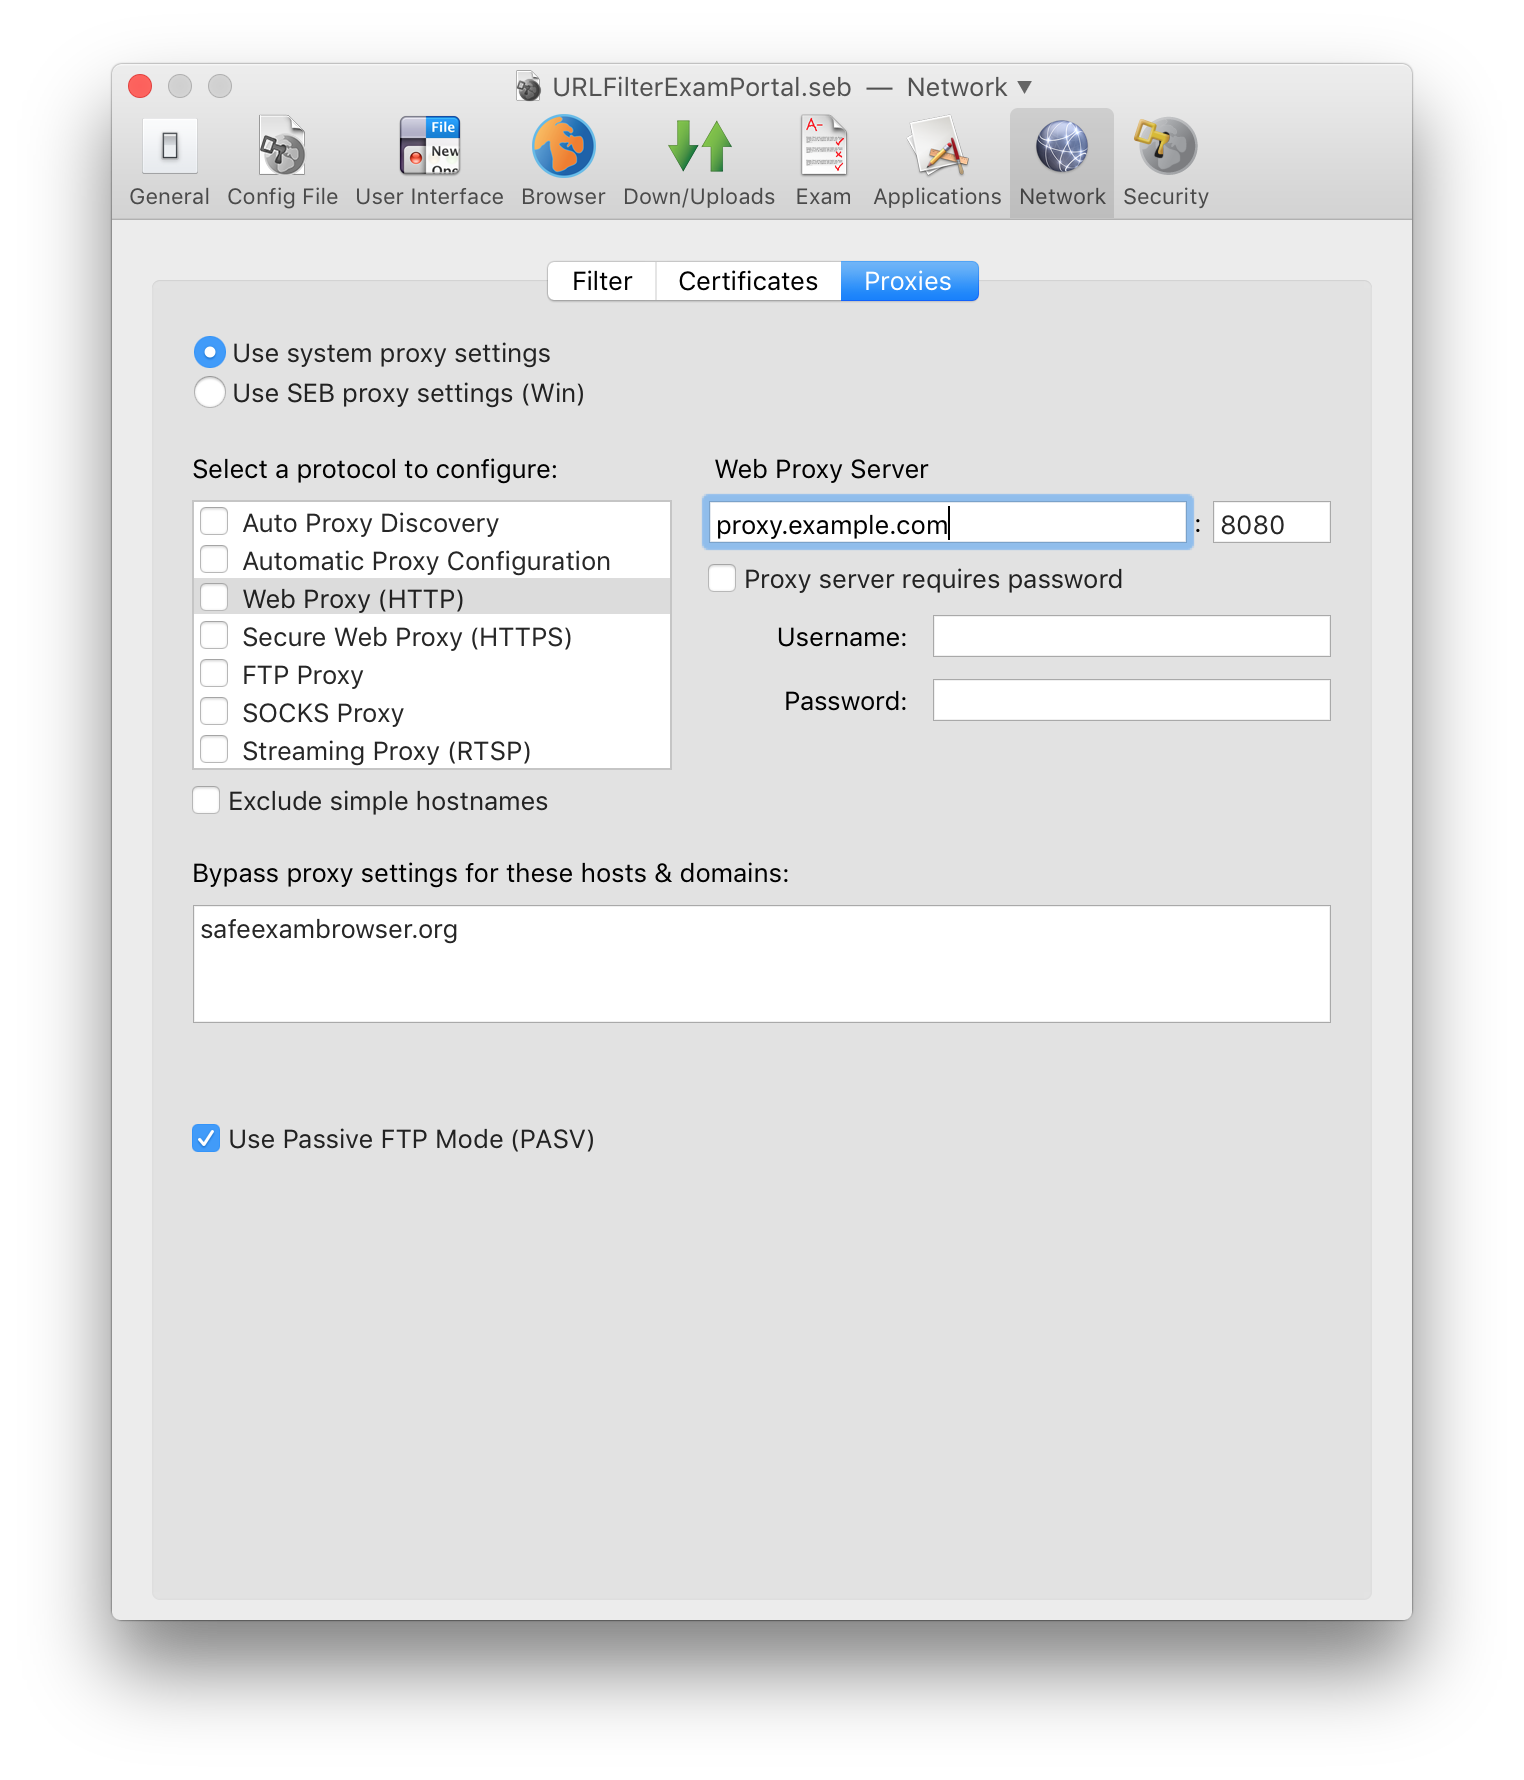 URLFilterExamPortal.seb — Network ▼
File
New
A-
General Config File User Interface Browser Down/Uploads Exam Applications Network Security
Filter Certificates Proxies
Use system proxy settings
Use SEB proxy settings (Win)
Select a protocol to configure:
Web Proxy Server
Auto Proxy Discovery
Automatic Proxy Configuration
Web Proxy (HTTP)
Secure Web Proxy (HTTPS)
FTP Proxy
SOCKS Proxy
Streaming Proxy (RTSP)
proxy.example.com : 8080
Proxy server requires password
Username:
Password:
Exclude simple hostnames
Bypass proxy settings for these hosts & domains:
safeexambrowser.org
Use Passive FTP Mode (PASV)